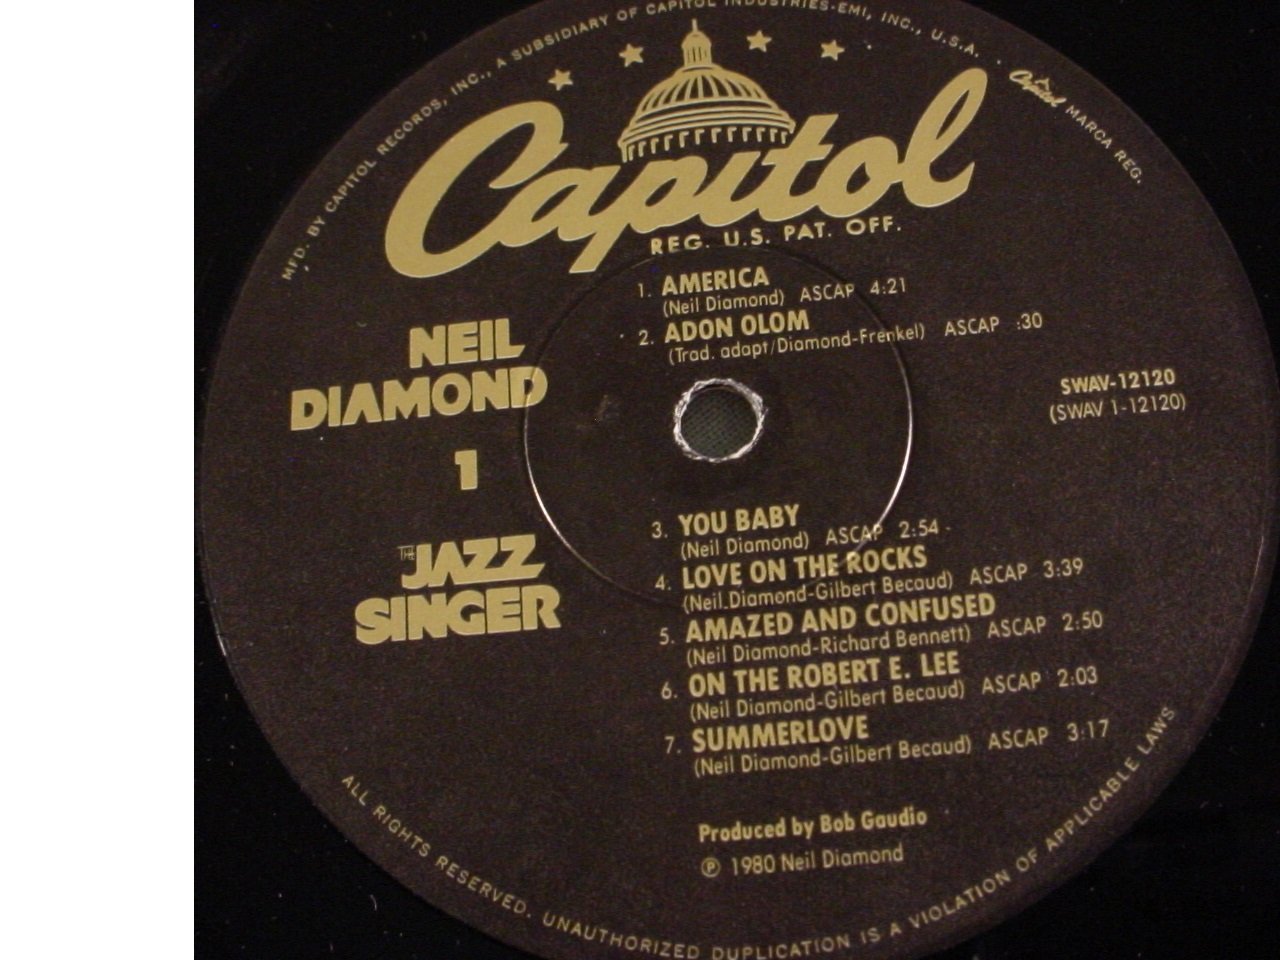 MFD. BY CAPITOL RECORDS, INC., A SUBSIDIARY OF CAPITOL INDUSTRIES-EMI, INC., U.S.A. · Capitol MARCA REG.
Capitol
REG. U.S. PAT. OFF.
NEIL
DIAMOND
1
THE JAZZ
SINGER
1. AMERICA
(Neil Diamond) ASCAP 4:21
2. ADON OLOM
(Trad. adapt/Diamond-Frenkel) ASCAP :30
SWAV-12120
(SWAV 1-12120)
3. YOU BABY
(Neil Diamond) ASCAP 2:54
4. LOVE ON THE ROCKS
(Neil Diamond-Gilbert Becaud) ASCAP 3:39
5. AMAZED AND CONFUSED
(Neil Diamond-Richard Bennett) ASCAP 2:50
6. ON THE ROBERT E. LEE
(Neil Diamond-Gilbert Becaud) ASCAP 2:03
7. SUMMERLOVE
(Neil Diamond-Gilbert Becaud) ASCAP 3:17
Produced by Bob Gaudio
℗ 1980 Neil Diamond
ALL RIGHTS RESERVED. UNAUTHORIZED DUPLICATION IS A VIOLATION OF APPLICABLE LAWS